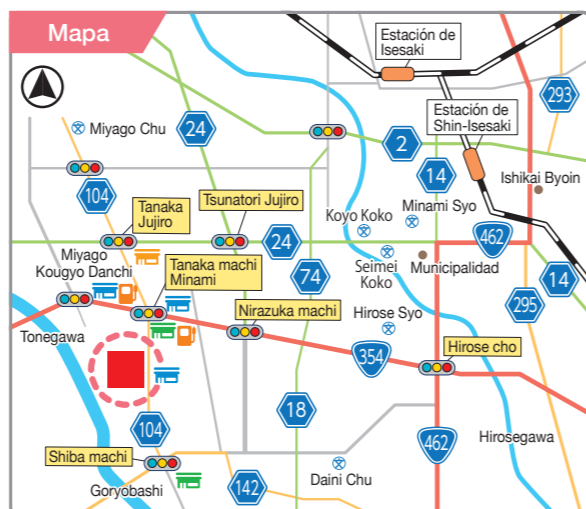 Mapa
Estación de
Isesaki
293
Miyago Chu
24
2
Estación de
Shin-Isesaki
14
Ishikai Byoin
104
Tanaka
Jujiro
Tsunatori Jujiro
Koyo Koko
Minami Syo
462
24
Miyago
Kougyo Danchi
Tanaka machi
Minami
74
Seimei
Koko
Municipalidad
14
295
Nirazuka machi
Hirose Syo
Tonegawa
354
Hirose cho
18
104
Hirosegawa
462
Shiba machi
Daini Chu
Goryobashi
142